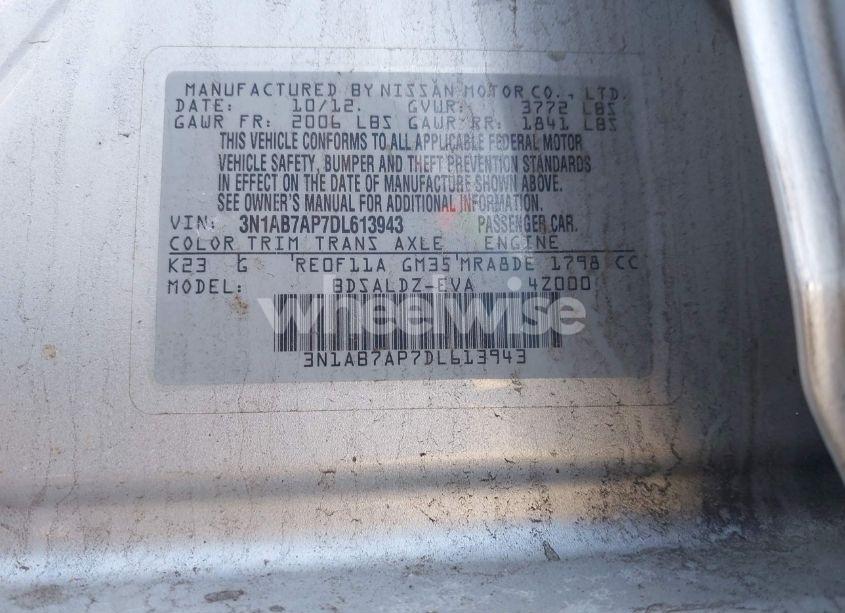 MANUFACTURED BY NISSAN MOTOR CO., LTD.
DATE: 10/12. GVWR: 3772 LBS
GAWR FR: 2006 LBS GAWR RR: 1841 LBS
THIS VEHICLE CONFORMS TO ALL APPLICABLE FEDERAL MOTOR
VEHICLE SAFETY, BUMPER AND THEFT PREVENTION STANDARDS
IN EFFECT ON THE DATE OF MANUFACTURE SHOWN ABOVE.
SEE OWNER'S MANUAL FOR ADDITIONAL INFORMATION.
VIN: 3N1AB7AP7DL613943 PASSENGER CAR.
COLOR TRIM TRANS AXLE ENGINE
K23 G RE0F11A GM35 MRA8DE 1798 CC
MODEL: BDSALDZ-EVA 4Z000
wheelwise
3N1AB7AP7DL613943